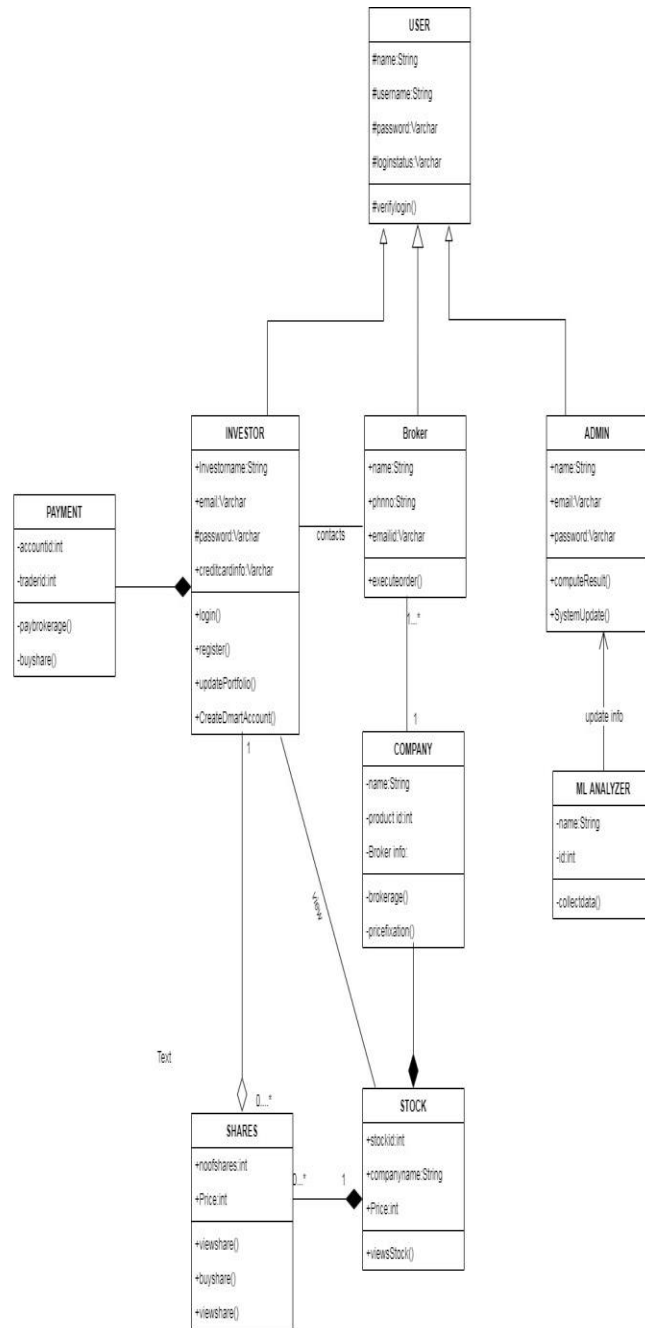 USER
#name:String
#username:String
#password:Varchar
#loginstatus:Varchar
#verifylogin()
INVESTOR
+Investorname:String
+email:Varchar
#password:Varchar
+creditcardinfo:Varchar
+login()
+register()
+updatePortfolio()
+CreateDmartAccount()
contacts
Broker
+name:String
+phnno:String
+emailid:Varchar
+executeorder()
ADMIN
+name:String
+email:Varchar
+password:Varchar
+computeResult()
+SystemUpdate()
PAYMENT
-accountid:int
-traderid:int
-paybrokerage()
-buyshare()
1...*
1
1
update info
COMPANY
-name:String
-product id:int
-Broker info:
-brokerage()
-pricefixation()
ML ANALYZER
-name:String
-id:int
-collectdata()
view
Text
0....*
SHARES
+noofshares:int
+Price:int
+viewshare()
+buyshare()
+viewshare()
0...*
1
STOCK
+stockid:int
+companyname:String
+Price:int
+viewsStock()